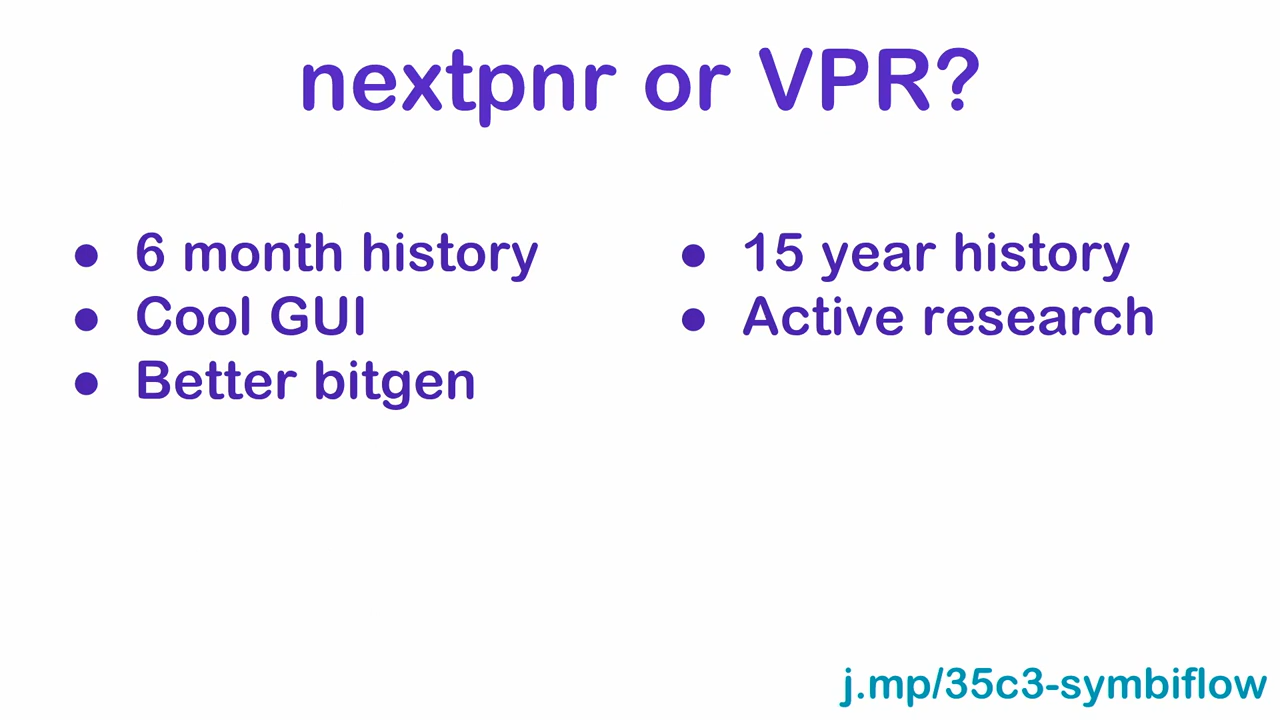 nextpnr or VPR?
● 6 month history
● Cool GUI
● Better bitgen
● 15 year history
● Active research
j.mp/35c3-symbiflow